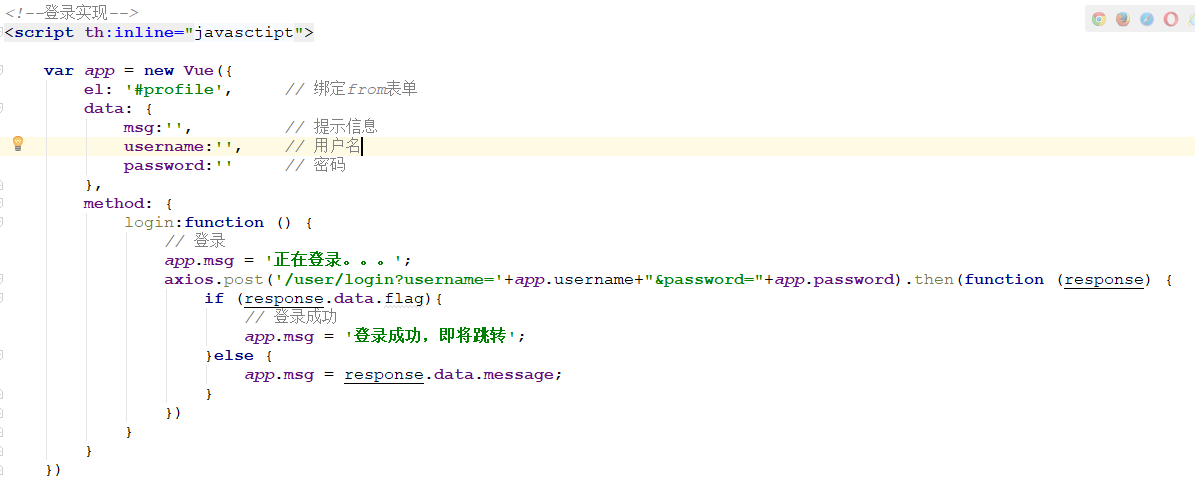 <!--登录实现-->
<script th:inline="javasctipt">
var app = new Vue({
el: '#profile', // 绑定from表单
data: {
msg:'', // 提示信息
username:'', // 用户名
password:'' // 密码
},
method: {
login:function () {
// 登录
app.msg = '正在登录。。。';
axios.post('/user/login?username='+app.username+"&password="+app.password).then(function (response) {
if (response.data.flag){
// 登录成功
app.msg = '登录成功，即将跳转';
}else {
app.msg = response.data.message;
}
})
}
}
})